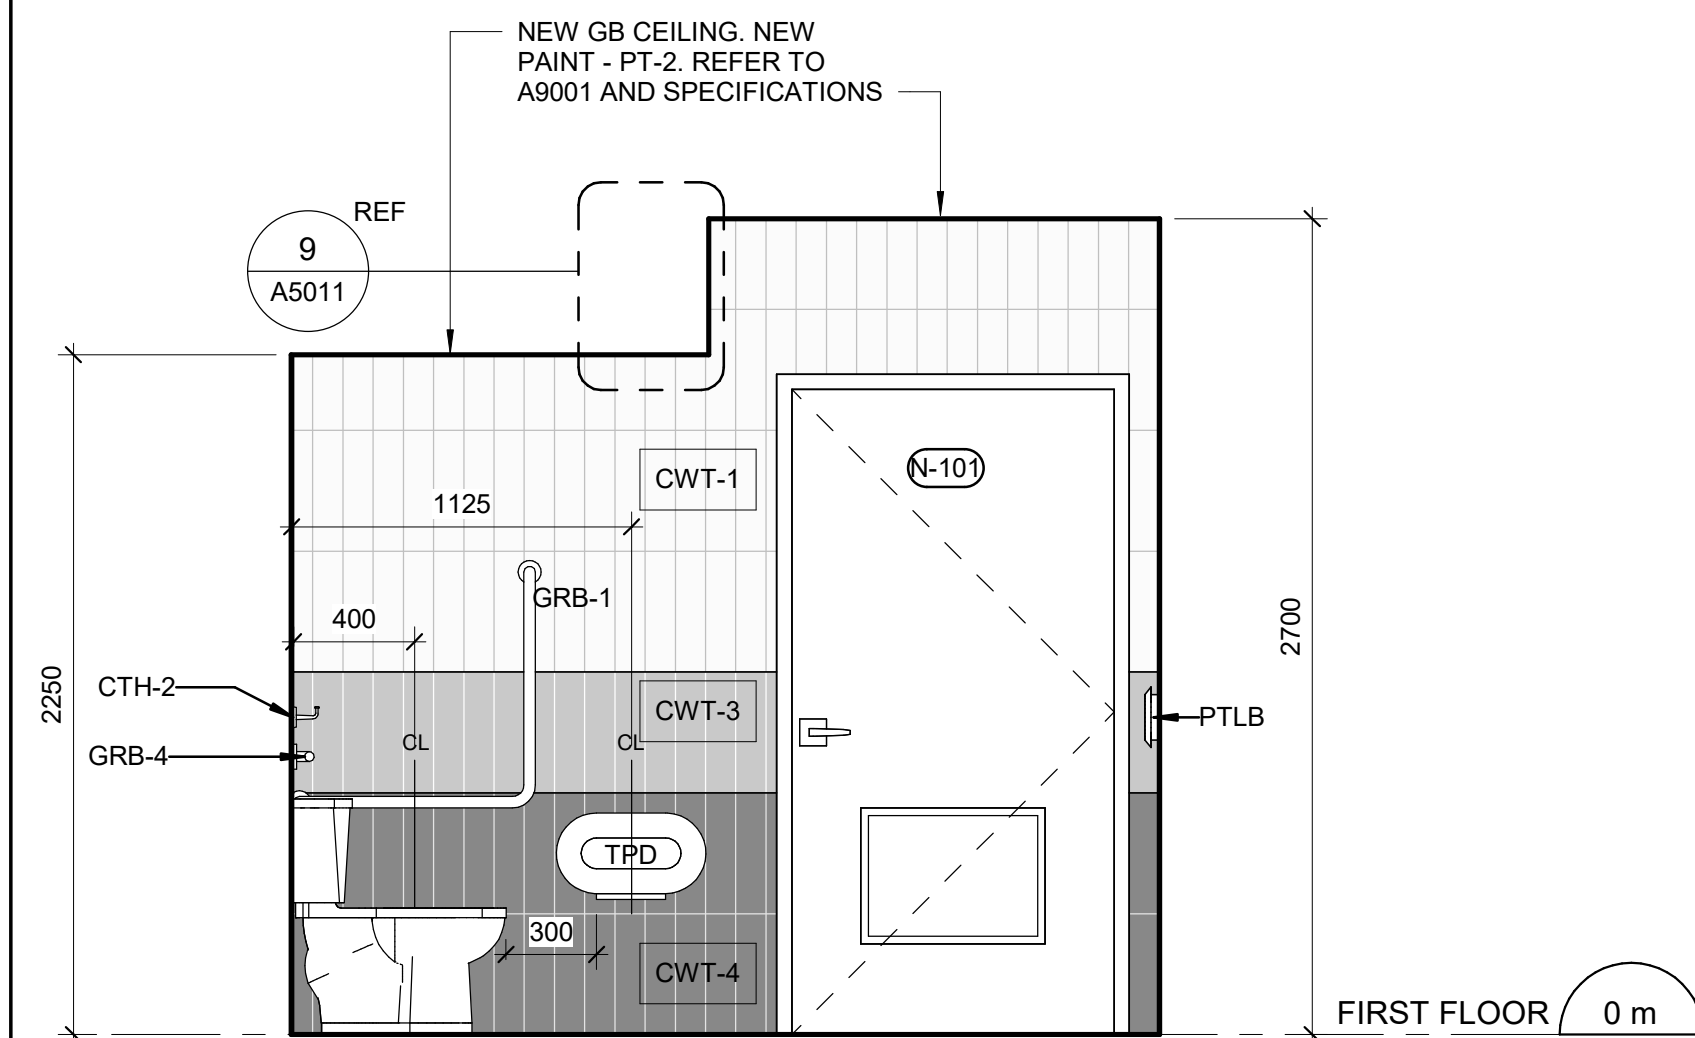 NEW GB CEILING. NEW
PAINT - PT-2. REFER TO
A9001 AND SPECIFICATIONS
REF
9
A5011
CWT-1
N-101
1125
GRB-1
400
2250
2700
CTH-2
CWT-3
PTLB
GRB-4
CL
CL
TPD
300
CWT-4
FIRST FLOOR
0 m